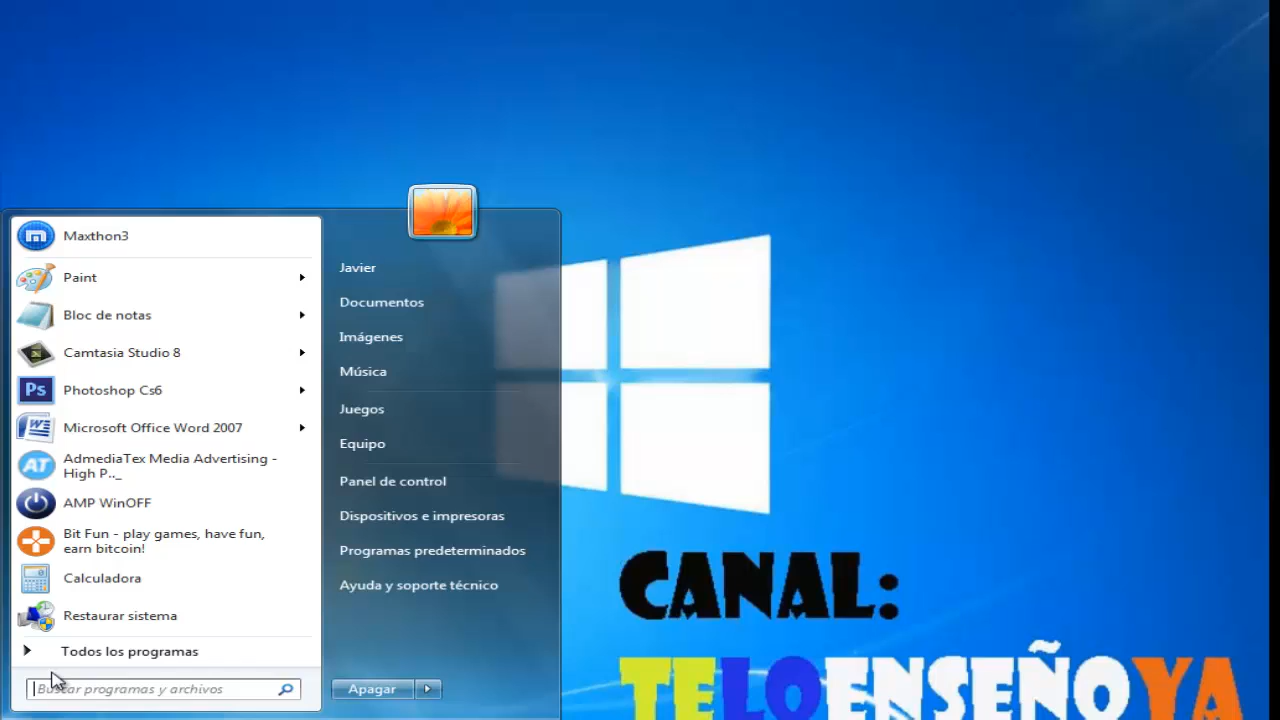 Maxthon3
Paint
Bloc de notas
Camtasia Studio 8
Ps Photoshop Cs6
Microsoft Office Word 2007
AT AdmediaTex Media Advertising -
High P.._
AMP WinOFF
Bit Fun - play games, have fun,
earn bitcoin!
Calculadora
Restaurar sistema
Todos los programas
Buscar programas y archivos
Javier
Documentos
Imágenes
Música
Juegos
Equipo
Panel de control
Dispositivos e impresoras
Programas predeterminados
Ayuda y soporte técnico
Apagar
CANAL:
TELOENSEÑOYA